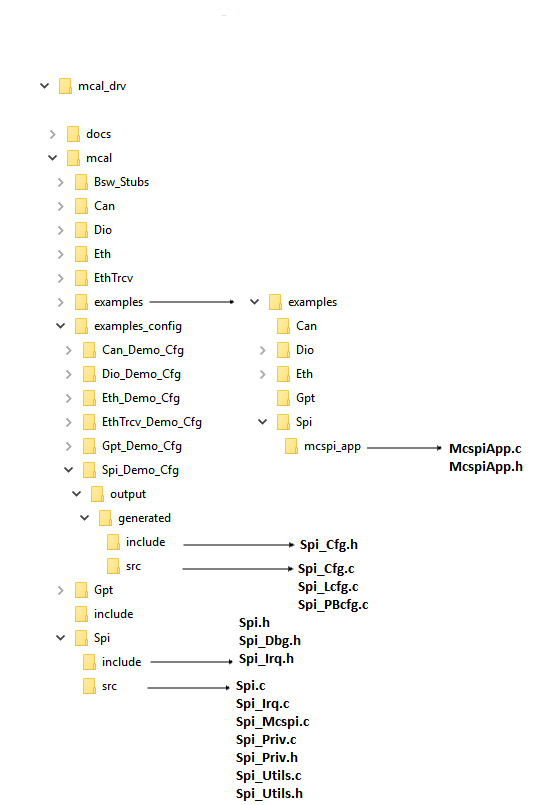 mcal_drv
docs
mcal
Bsw_Stubs
Can
Dio
Eth
EthTrcv
examples
examples_config
Can_Demo_Cfg
Dio_Demo_Cfg
Eth_Demo_Cfg
EthTrcv_Demo_Cfg
Gpt_Demo_Cfg
Spi_Demo_Cfg
output
generated
include
src
Gpt
include
Spi
include
src
examples
Can
Dio
Eth
Gpt
Spi
mcspi_app
McspiApp.c
McspiApp.h
Spi_Cfg.h
Spi_Cfg.c
Spi_Lcfg.c
Spi_PBcfg.c
Spi.h
Spi_Dbg.h
Spi_Irq.h
Spi.c
Spi_Irq.c
Spi_Mcspi.c
Spi_Priv.c
Spi_Priv.h
Spi_Utils.c
Spi_Utils.h